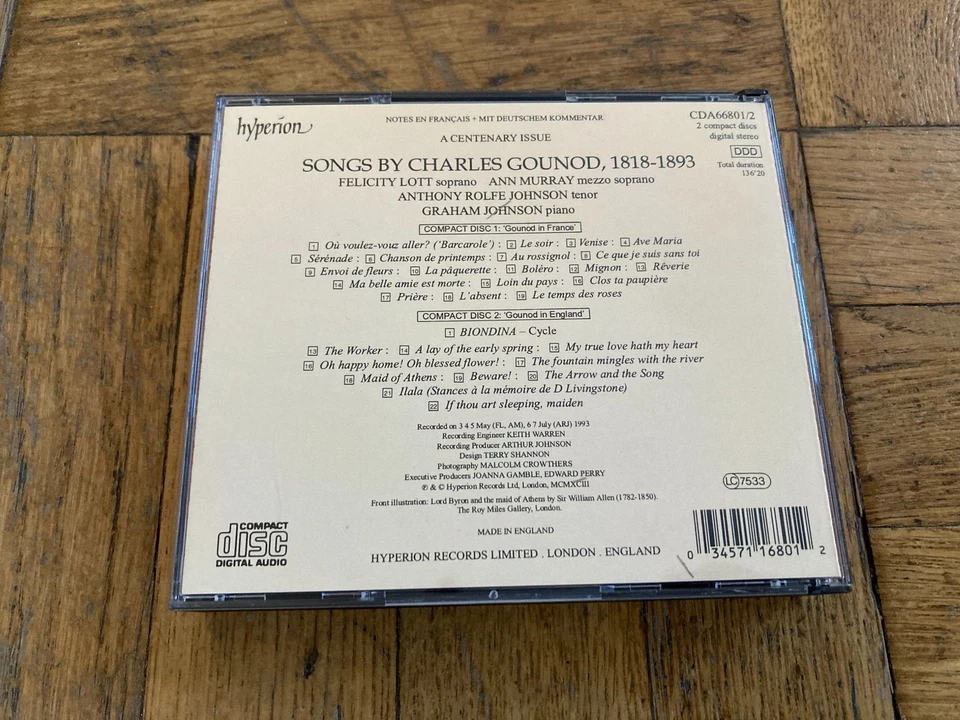 hyperion
NOTES EN FRANÇAIS + MIT DEUTSCHEM KOMMENTAR
CDA66801/2
2 compact discs
digital stereo
DDD
Total duration
136'20
A CENTENARY ISSUE
SONGS BY CHARLES GOUNOD, 1818-1893
FELICITY LOTT soprano ANN MURRAY mezzo soprano
ANTHONY ROLFE JOHNSON tenor
GRAHAM JOHNSON piano
COMPACT DISC 1: 'Gounod in France'
1 Où voulez-vouz aller? ('Barcarole') : 2 Le soir : 3 Venise : 4 Ave Maria
5 Sérénade : 6 Chanson de printemps : 7 Au rossignol : 8 Ce que je suis sans toi
9 Envoi de fleurs : 10 La pâquerette : 11 Boléro : 12 Mignon : 13 Rêverie
14 Ma belle amie est morte : 15 Loin du pays : 16 Clos ta paupière
17 Prière : 18 L'absent : 19 Le temps des roses
COMPACT DISC 2: 'Gounod in England'
1 BIONDINA – Cycle
13 The Worker : 14 A lay of the early spring : 15 My true love hath my heart
16 Oh happy home! Oh blessed flower! : 17 The fountain mingles with the river
18 Maid of Athens : 19 Beware! : 20 The Arrow and the Song
21 Ilala (Stances à la mémoire de D Livingstone)
22 If thou art sleeping, maiden
Recorded on 3 4 5 May (FL, AM), 6 7 July (ARJ) 1993
Recording Engineer KEITH WARREN
Recording Producer ARTHUR JOHNSON
Design TERRY SHANNON
Photography MALCOLM CROWTHERS
Executive Producers JOANNA GAMBLE, EDWARD PERRY
℗ & © Hyperion Records Ltd, London, MCMXCIII
LC 7533
Front illustration: Lord Byron and the maid of Athens by Sir William Allen (1782-1850).
The Roy Miles Gallery, London.
MADE IN ENGLAND
COMPACT
disc
DIGITAL AUDIO
HYPERION RECORDS LIMITED . LONDON . ENGLAND
0 34571 16801 2